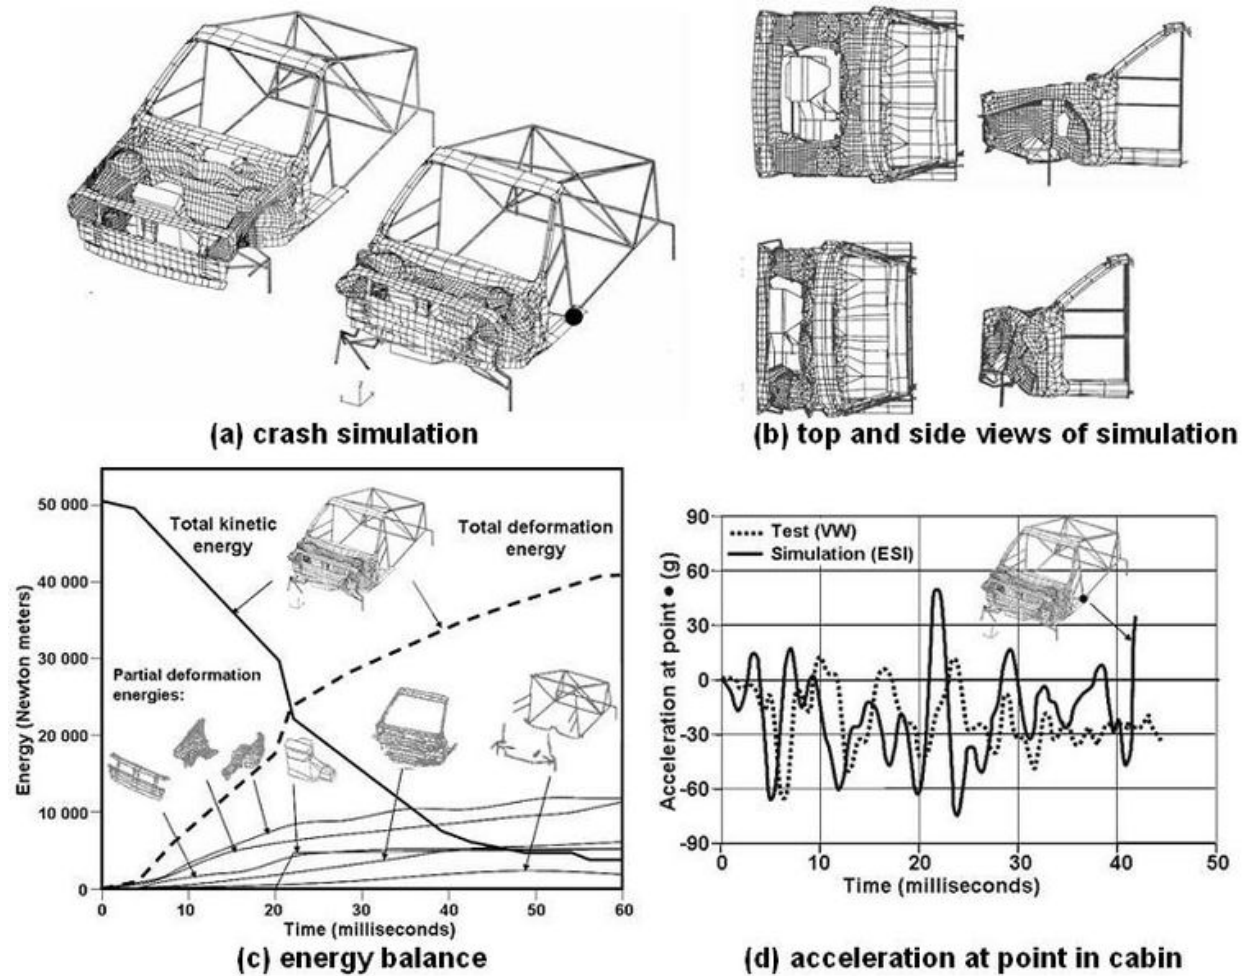 (a) crash simulation
(b) top and side views of simulation
50 000
40 000
30 000
20 000
10 000
0
Energy (Newton meters)
Total kinetic
energy
Total deformation
energy
Partial deformation
energies:
0
10
20
30
40
50
60
Time (milliseconds)
(c) energy balance
90
60
30
0
-30
-60
-90
Acceleration at point ● (g)
Test (VW)
Simulation (ESI)
0
10
20
30
40
50
Time (milliseconds)
(d) acceleration at point in cabin